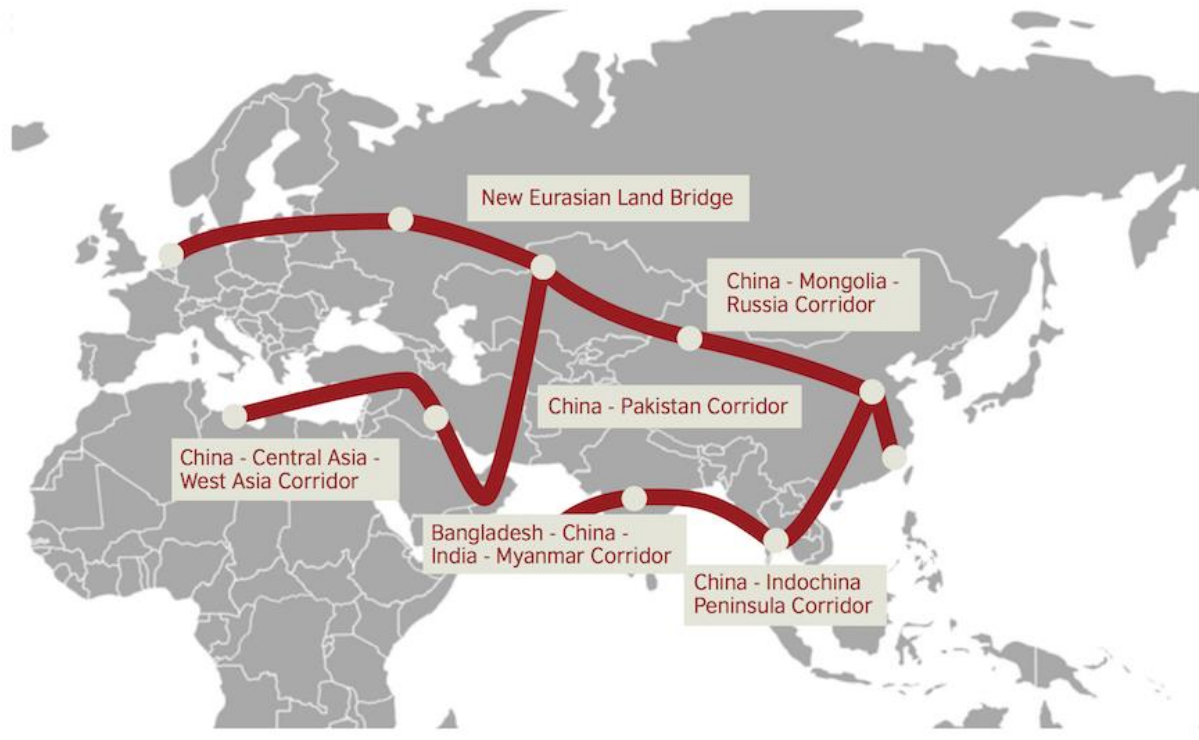 New Eurasian Land Bridge
China - Mongolia -
Russia Corridor
China - Pakistan Corridor
China - Central Asia -
West Asia Corridor
Bangladesh - China -
India - Myanmar Corridor
China - Indochina
Peninsula Corridor